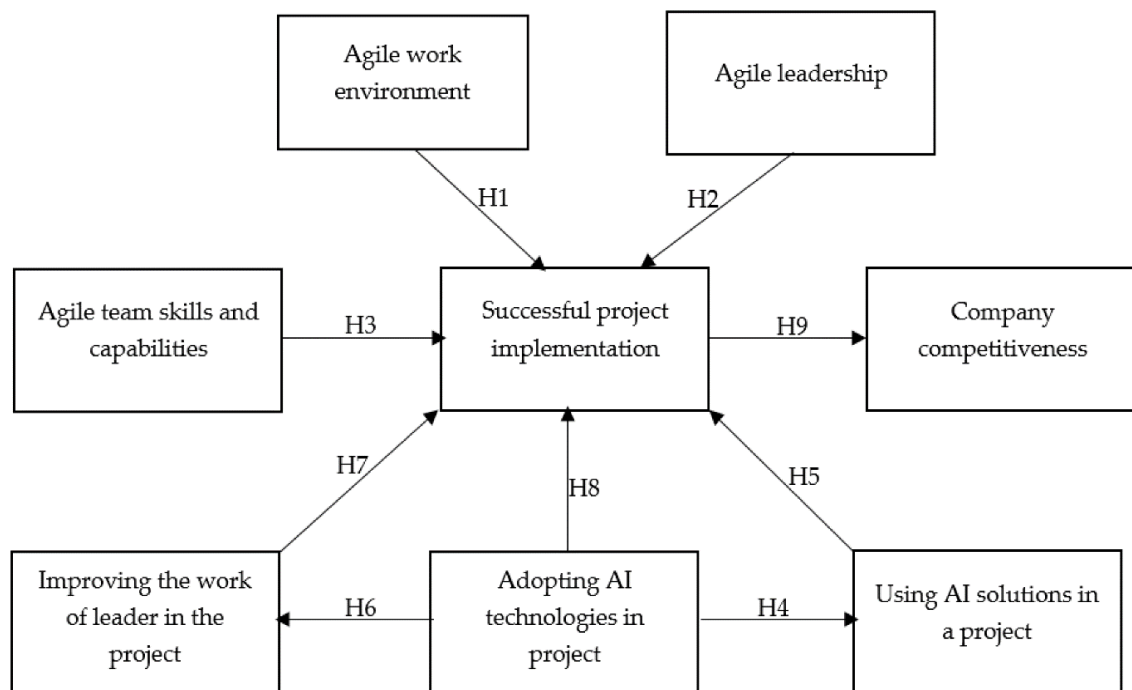 Agile work
environment
Agile leadership
H1
H2
Agile team skills and
capabilities
H3
Successful project
implementation
H9
Company
competitiveness
H7
H8
H5
Improving the work
of leader in the
project
H6
Adopting AI
technologies in
project
H4
Using AI solutions in
a project